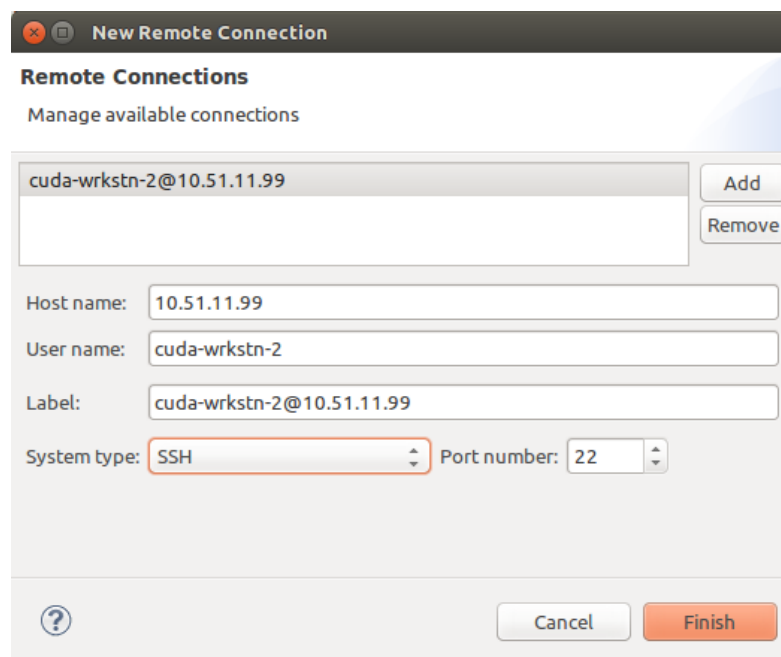 New Remote Connection
Remote Connections
Manage available connections
cuda-wrkstn-2@10.51.11.99
Add
Remove
Host name: 10.51.11.99
User name: cuda-wrkstn-2
Label: cuda-wrkstn-2@10.51.11.99
System type: SSH Port number: 22
? Cancel Finish